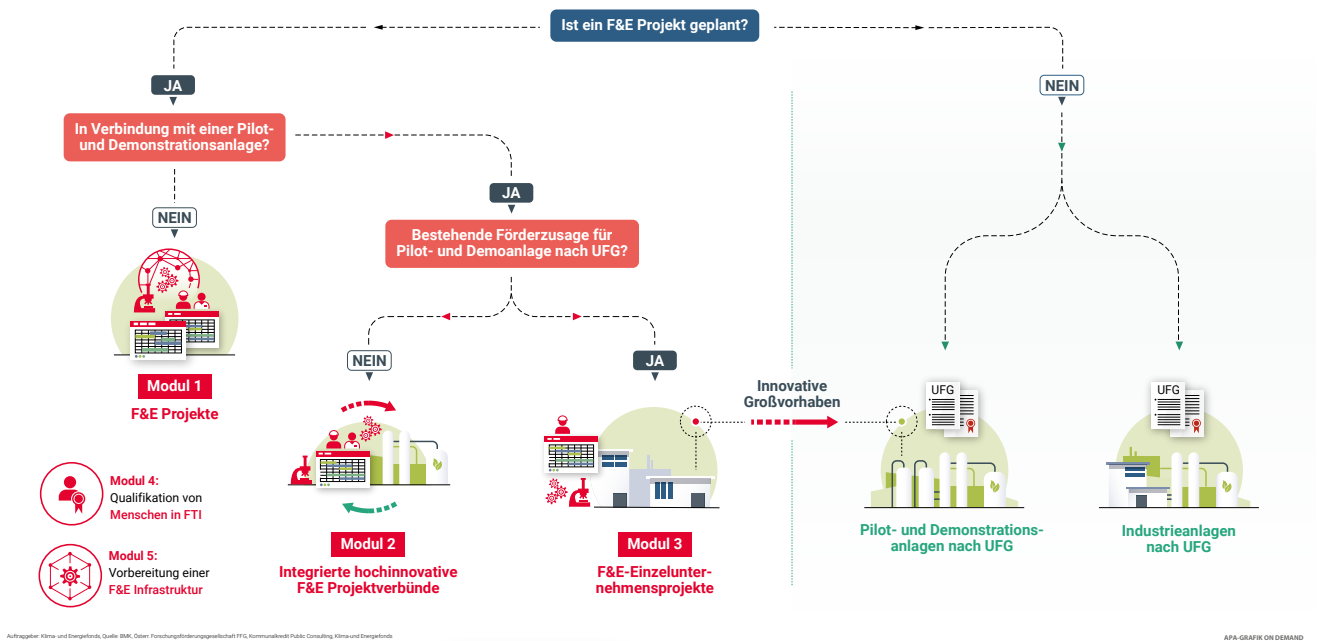 Ist ein F&E Projekt geplant?
JA
NEIN
In Verbindung mit einer Pilot-
und Demonstrationsanlage?
JA
NEIN
Bestehende Förderzusage für
Pilot- und Demoanlage nach UFG?
NEIN
JA
Modul 1
F&E Projekte
Innovative
Großvorhaben
UFG
UFG
Modul 4:
Qualifikation von
Menschen in FTI
Modul 5:
Vorbereitung einer
F&E Infrastruktur
Modul 2
Integrierte hochinnovative
F&E Projektverbünde
Modul 3
F&E-Einzelunter-
nehmensprojekte
Pilot- und Demonstrations-
anlagen nach UFG
Industrieanlagen
nach UFG
Auftraggeber: Klima- und Energiefonds, Quelle: BMK, Österr. Forschungsförderungsgesellschaft FFG, Kommunalkredit Public Consulting, Klima-und Energiefonds
APA-GRAFIK ON DEMAND